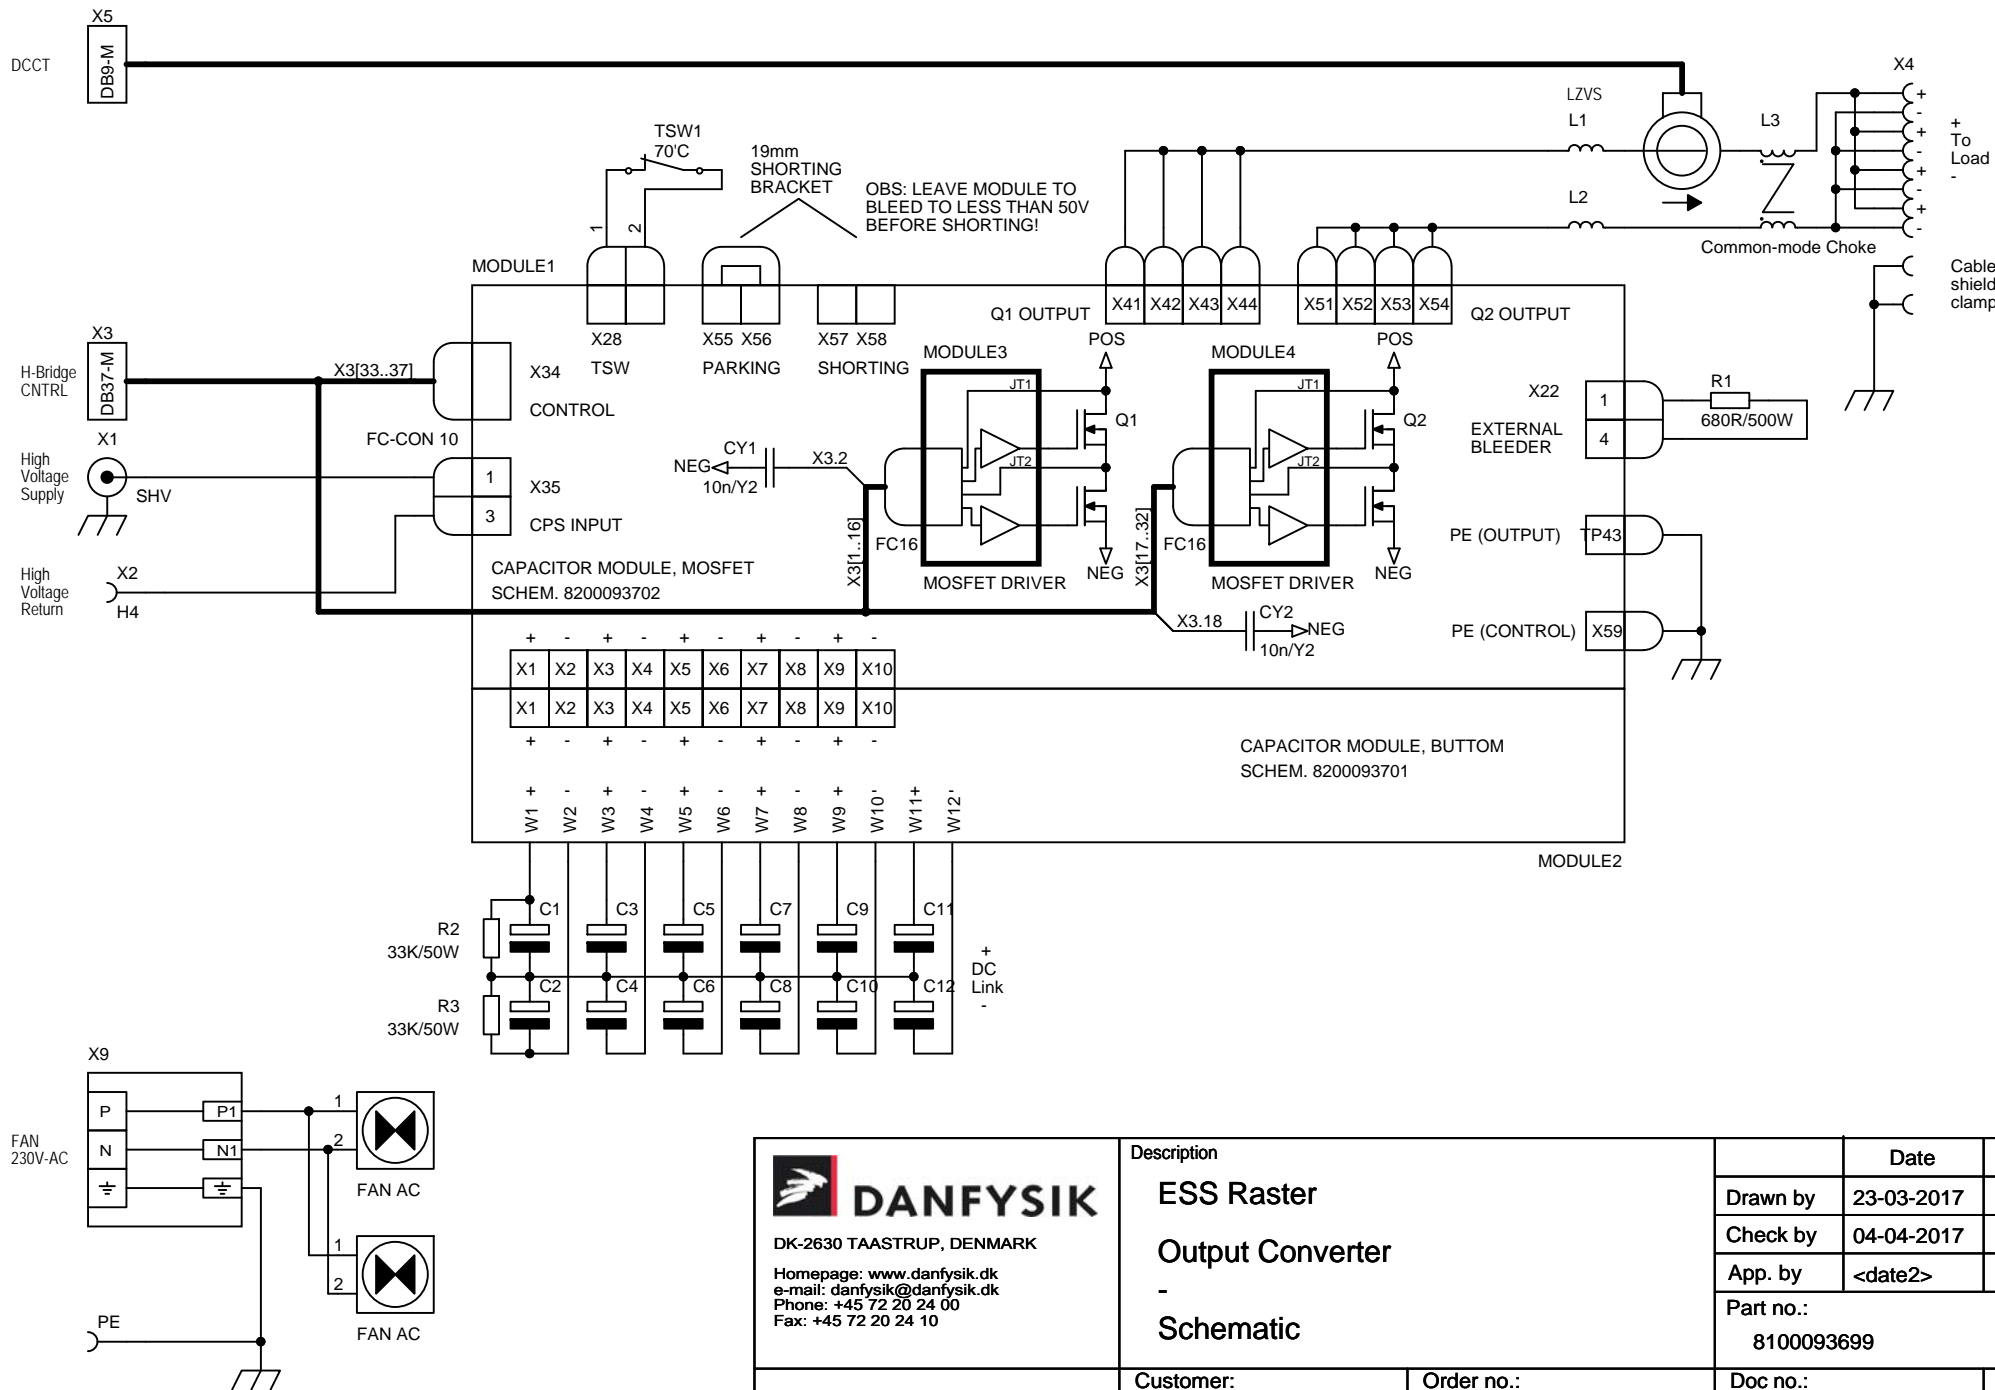 X5
DB9-M
DCCT
X4
LZVS
L1
L3
+
-
+
-
+
-
+
-
+
To
Load
-
TSW1
70'C
19mm
SHORTING
BRACKET
OBS: LEAVE MODULE TO
BLEED TO LESS THAN 50V
BEFORE SHORTING!
L2
Common-mode Choke
1
2
MODULE1
Cable
shield
clamp
X41 X42 X43 X44
X51 X52 X53 X54
Q1 OUTPUT
Q2 OUTPUT
X28
TSW
X55 X56
PARKING
X57 X58
SHORTING
POS
POS
X3
DB37-M
H-Bridge
CNTRL
X3[33..37]
X34
CONTROL
FC-CON 10
MODULE3
JT1
JT2
Q1
FC16
MOSFET DRIVER
NEG
MODULE4
JT1
JT2
Q2
FC16
MOSFET DRIVER
NEG
X22
EXTERNAL
BLEEDER
1
4
R1
680R/500W
X1
High
Voltage
Supply
SHV
1
3
X35
CPS INPUT
NEG
CY1
10n/Y2
X3.2
X3[1..16]
X3[17..32]
PE (OUTPUT)
TP43
High
Voltage
Return
X2
H4
CAPACITOR MODULE, MOSFET
SCHEM. 8200093702
X3.18
CY2
10n/Y2
NEG
PE (CONTROL)
X59
+ - + - + - + - + -
X1 X2 X3 X4 X5 X6 X7 X8 X9 X10
X1 X2 X3 X4 X5 X6 X7 X8 X9 X10
+ - + - + - + - + -
CAPACITOR MODULE, BUTTOM
SCHEM. 8200093701
+ - + - + - + - + - + -
W1 W2 W3 W4 W5 W6 W7 W8 W9 W10 W11 W12
MODULE2
C1 C3 C5 C7 C9 C11
R2
33K/50W
C2 C4 C6 C8 C10 C12
R3
33K/50W
+
DC
Link
-
X9
P P1
N N1
FAN
230V-AC
1
2
FAN AC
1
2
FAN AC
PE
DANFYSIK
DK-2630 TAASTRUP, DENMARK
Homepage: www.danfysik.dk
e-mail: danfysik@danfysik.dk
Phone: +45 72 20 24 00
Fax: +45 72 20 24 10
Description
ESS Raster
Output Converter
-
Schematic
Date
Drawn by 23-03-2017
Check by 04-04-2017
App. by <date2>
Part no.:
8100093699
Customer:
Order no.:
Doc no.: